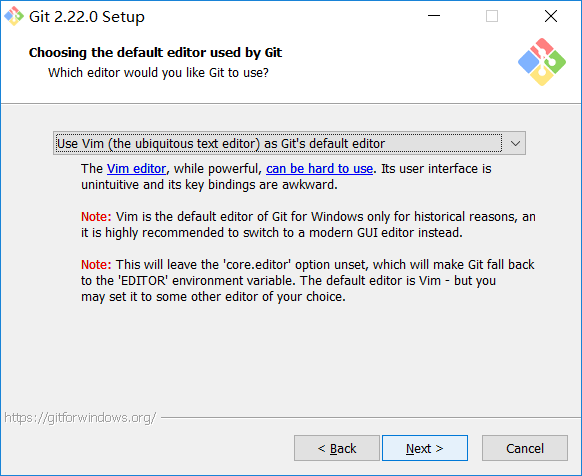 Git 2.22.0 Setup
Choosing the default editor used by Git
Which editor would you like Git to use?
Use Vim (the ubiquitous text editor) as Git's default editor
The Vim editor, while powerful, can be hard to use. Its user interface is
unintuitive and its key bindings are awkward.
Note: Vim is the default editor of Git for Windows only for historical reasons, an
it is highly recommended to switch to a modern GUI editor instead.
Note: This will leave the 'core.editor' option unset, which will make Git fall back
to the 'EDITOR' environment variable. The default editor is Vim - but you
may set it to some other editor of your choice.
https://gitforwindows.org/
< Back
Next >
Cancel